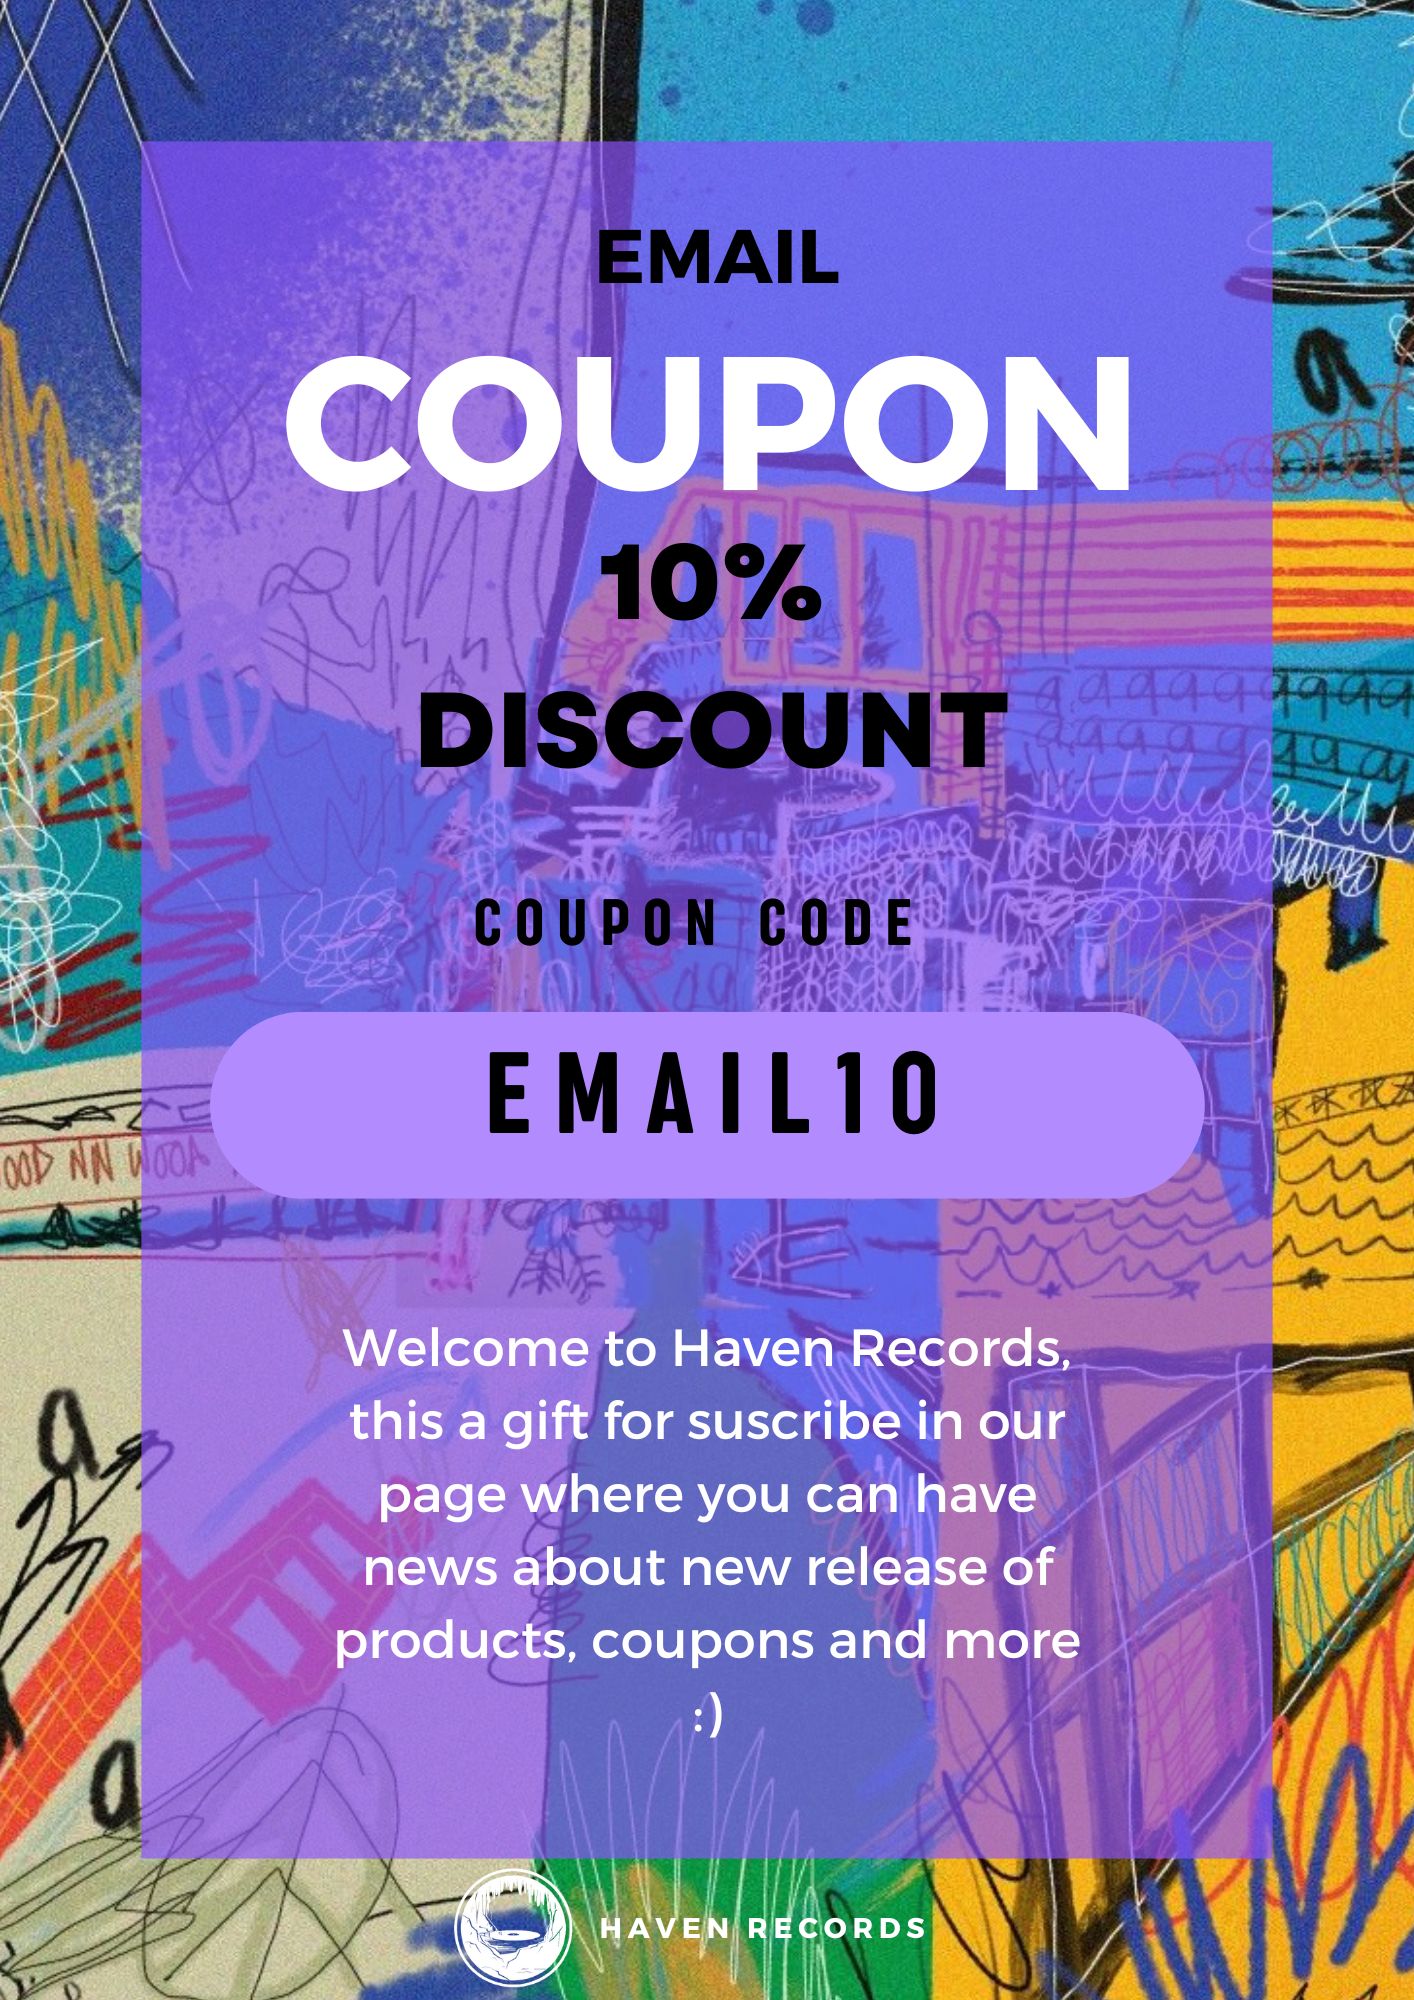 EMAIL
COUPON
10%
DISCOUNT
COUPON CODE
EMAIL10
Welcome to Haven Records,
this a gift for suscribe in our
page where you can have
news about new release of
products, coupons and more
:)
HAVEN RECORDS